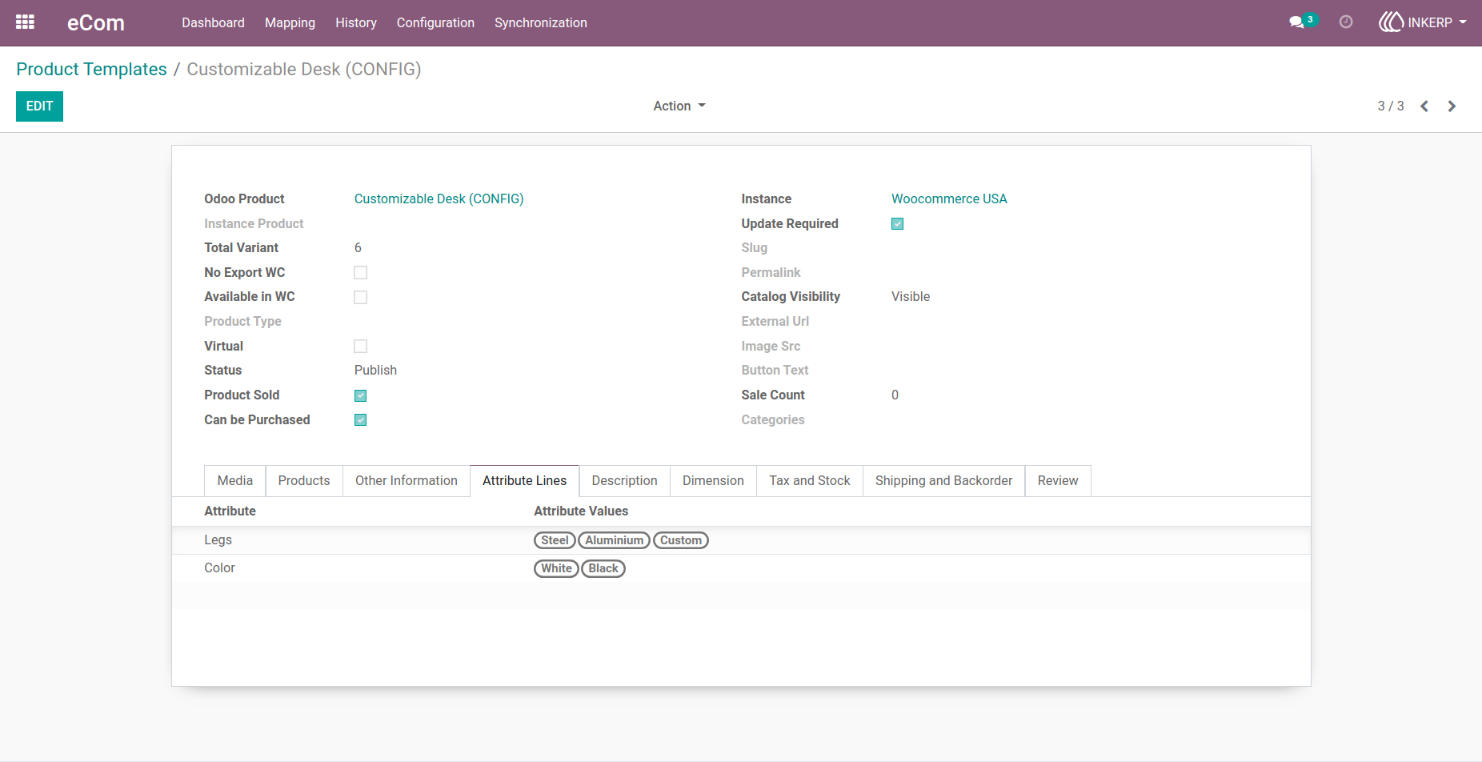 eCom Dashboard Mapping History Configuration Synchronization 3 INKERP
Product Templates / Customizable Desk (CONFIG)
EDIT Action 3 / 3
Odoo Product Customizable Desk (CONFIG) Instance Woocommerce USA
Instance Product Update Required
Total Variant 6 Slug
No Export WC Permalink
Available in WC Catalog Visibility Visible
Product Type External Url
Virtual Image Src
Status Publish Button Text
Product Sold Sale Count 0
Can be Purchased Categories
Media Products Other Information Attribute Lines Description Dimension Tax and Stock Shipping and Backorder Review
Attribute Attribute Values
Legs Steel Aluminium Custom
Color White Black